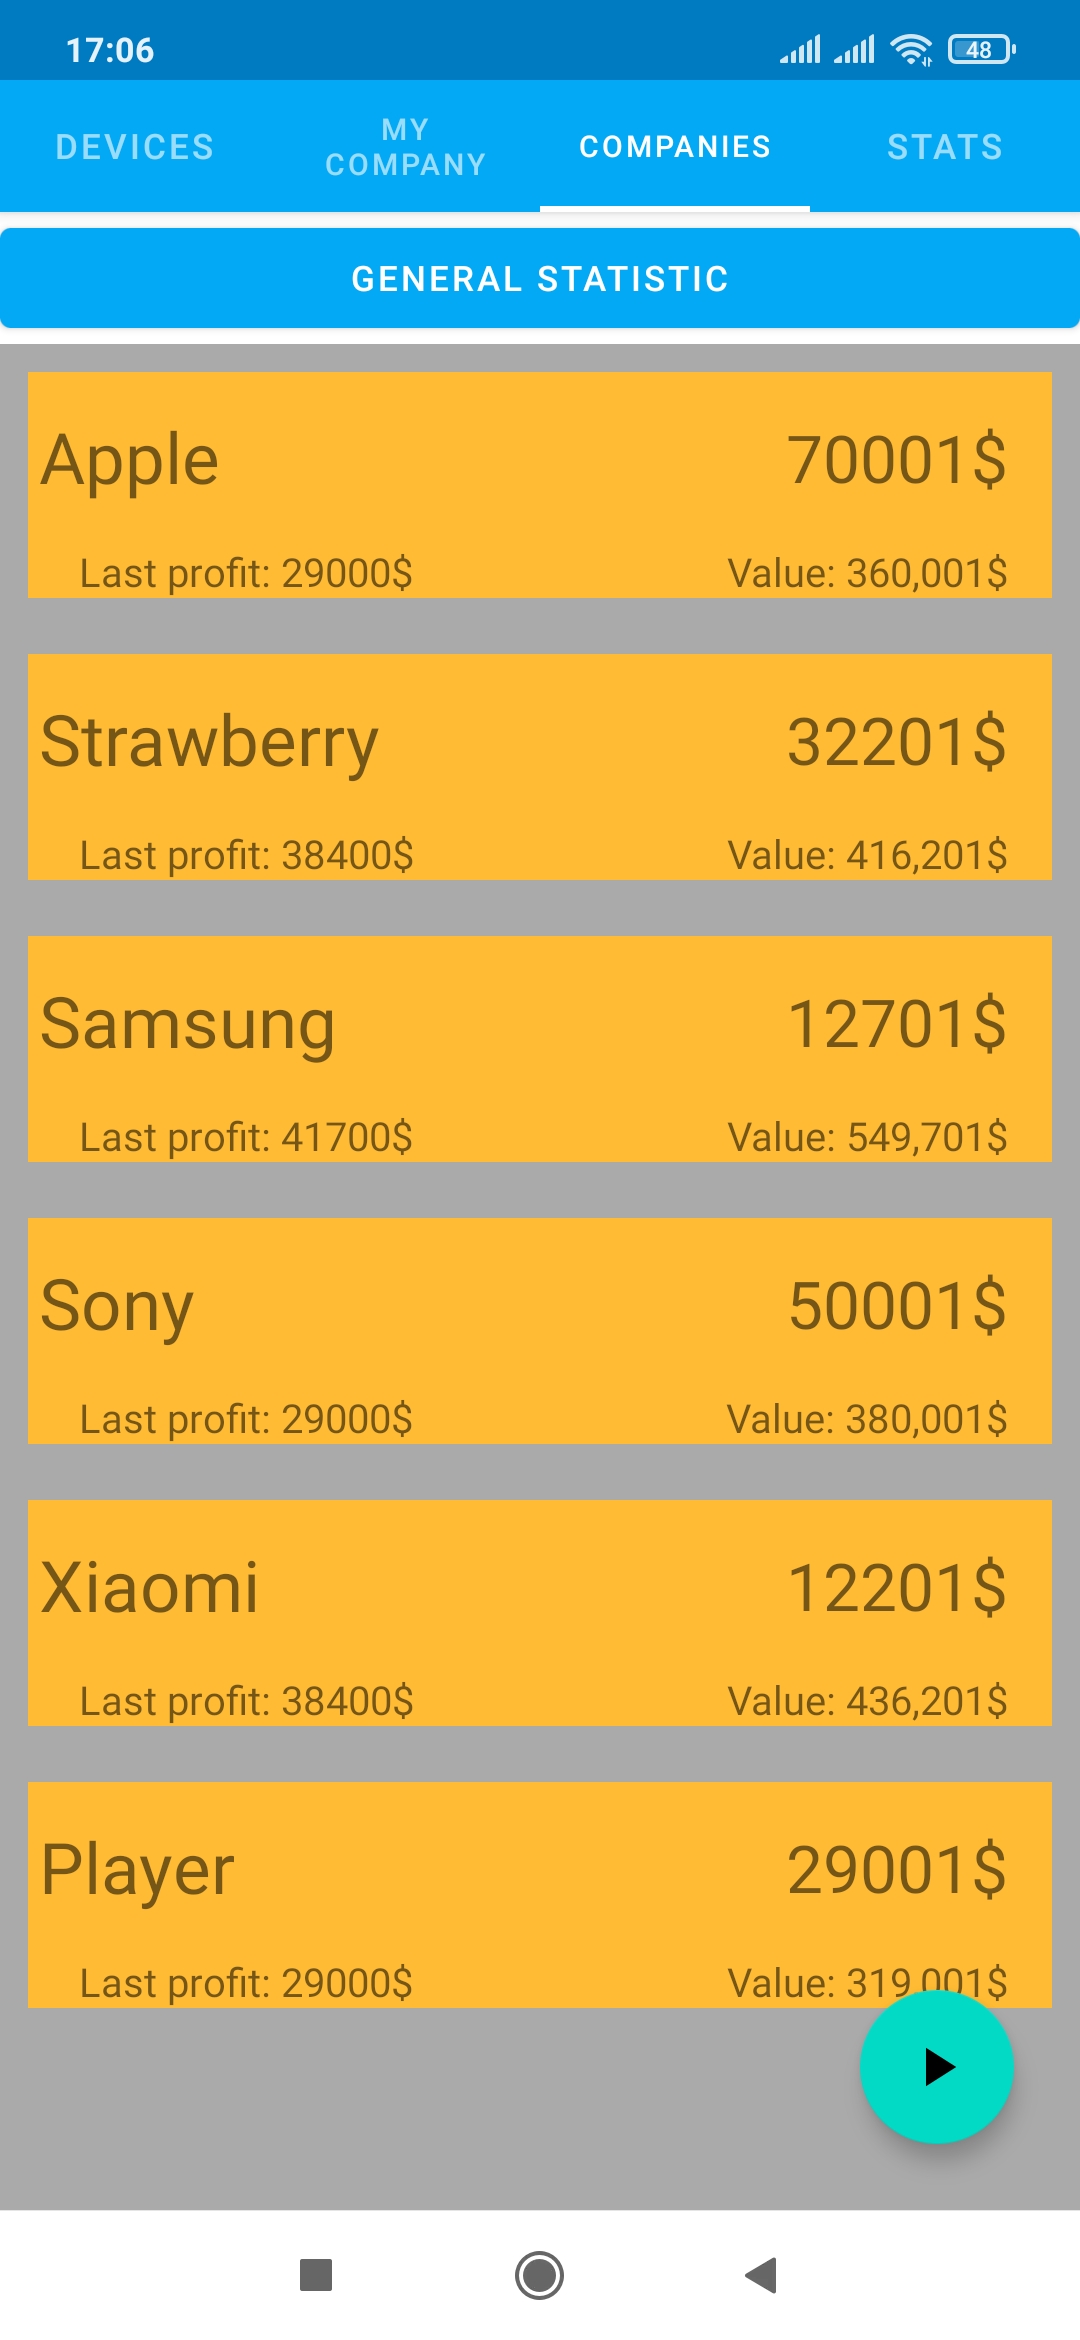 17:06
48
DEVICES
MY
COMPANY
COMPANIES
STATS
GENERAL STATISTIC
Apple 70001$
Last profit: 29000$ Value: 360,001$
Strawberry 32201$
Last profit: 38400$ Value: 416,201$
Samsung 12701$
Last profit: 41700$ Value: 549,701$
Sony 50001$
Last profit: 29000$ Value: 380,001$
Xiaomi 12201$
Last profit: 38400$ Value: 436,201$
Player 29001$
Last profit: 29000$ Value: 319,001$